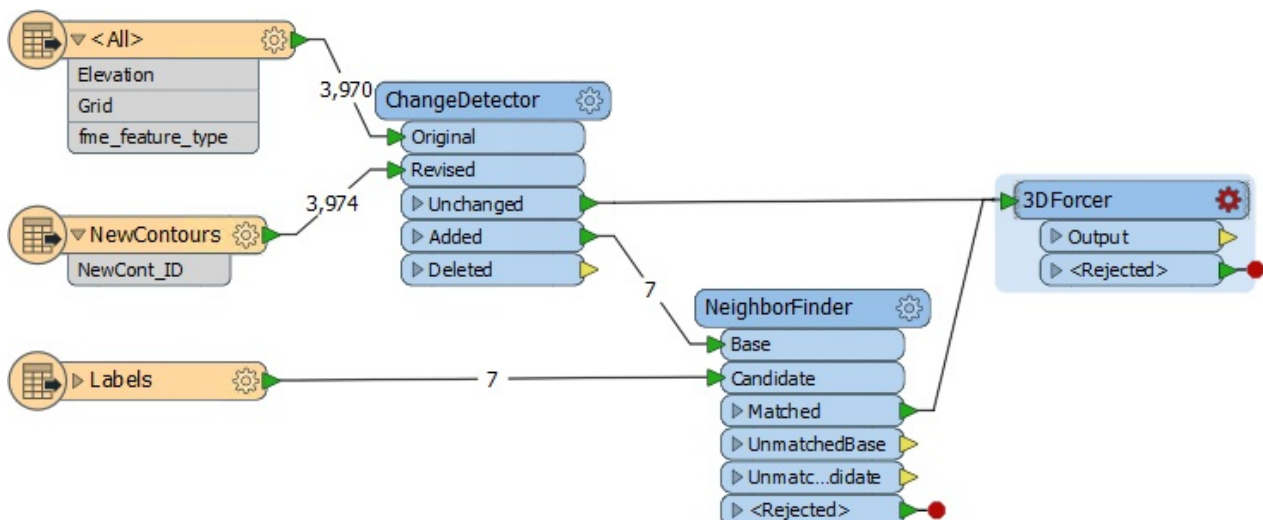 <All>
Elevation
Grid
fme_feature_type
3,970
ChangeDetector
Original
Revised
Unchanged
Added
Deleted
3,974
NewContours
NewCont_ID
7
3DForcer
Output
<Rejected>
NeighborFinder
Base
Candidate
Matched
UnmatchedBase
Unmatc...didate
<Rejected>
Labels
7